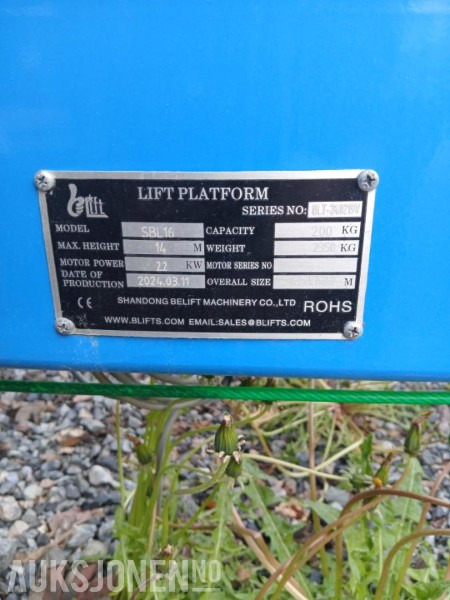 Belift
LIFT PLATFORM
SERIES NO:
MODEL SBL16 CAPACITY 200 KG
MAX. HEIGHT 14 M WEIGHT 2350 KG
MOTOR POWER 2.2 KW MOTOR SERIES NO
DATE OF PRODUCTION 2024.03.11 OVERALL SIZE M
CE SHANDONG BELIFT MACHINERY CO.,LTD ROHS
WWW.BLIFTS.COM EMAIL:SALES@BLIFTS.COM
AUKSJONEN.NO